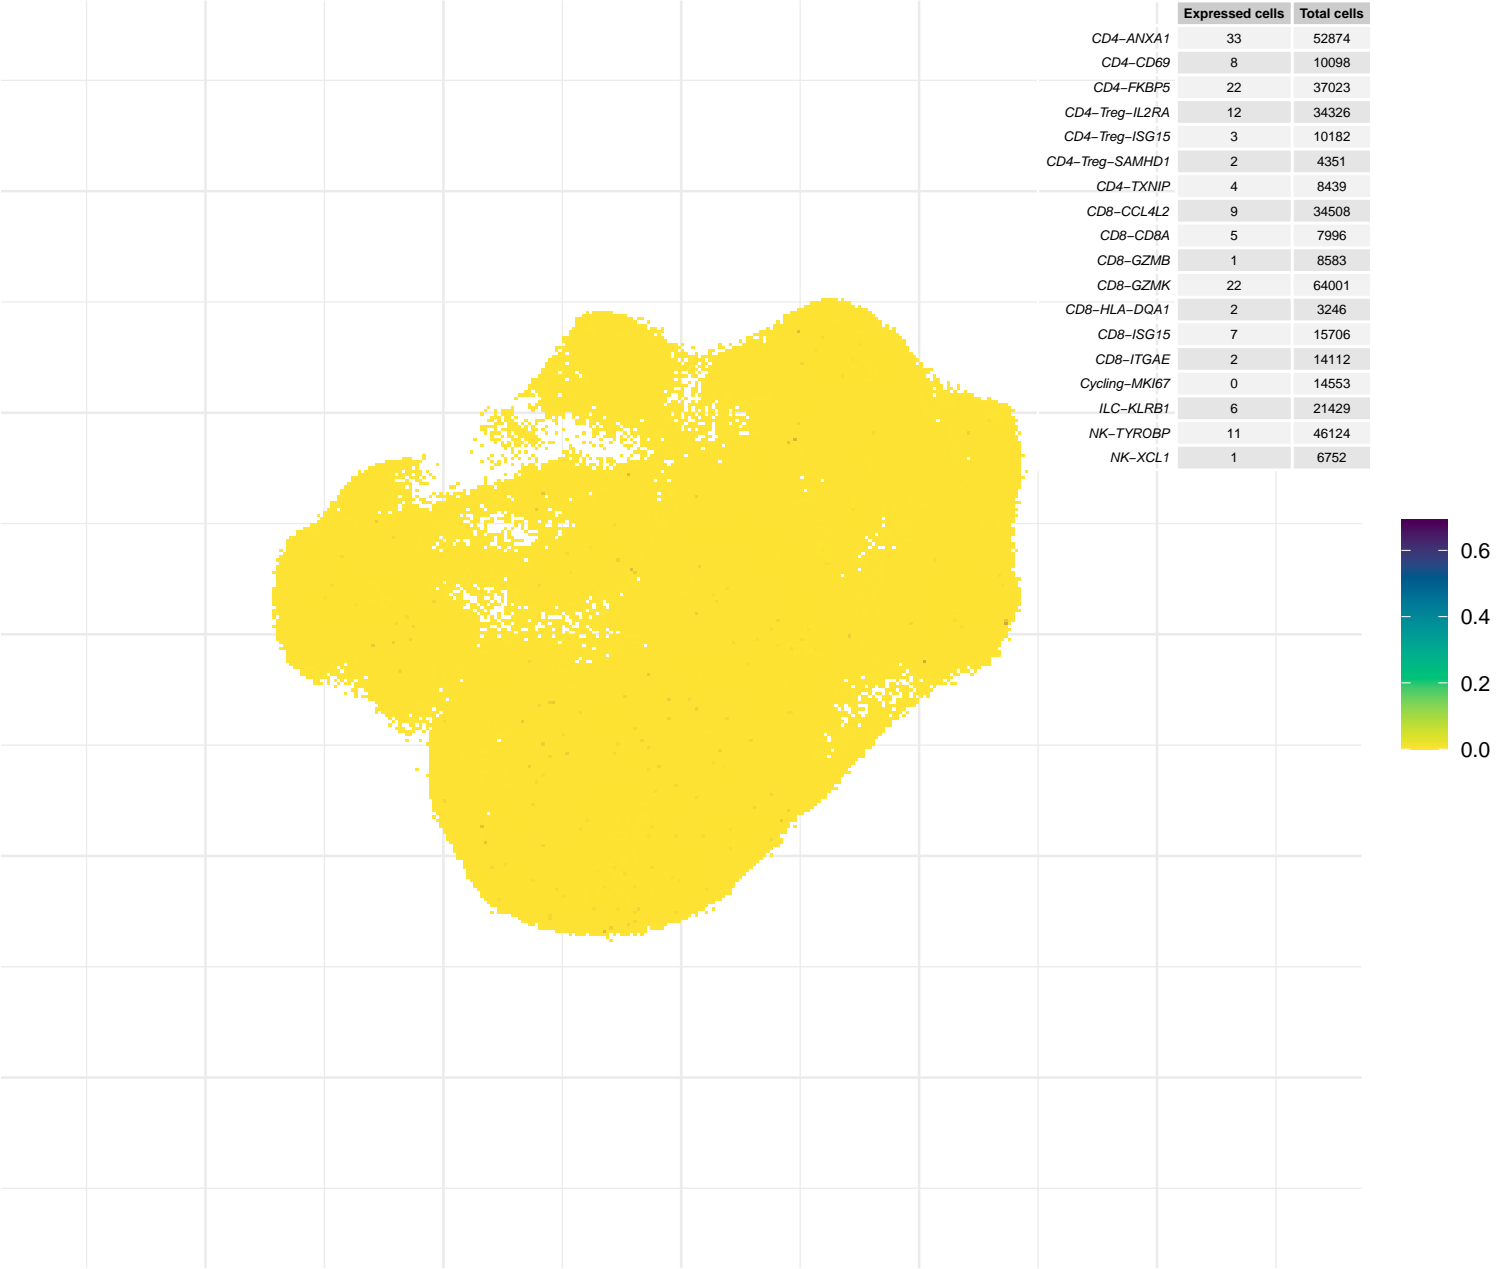 Expressed cells Total cells
CD4−ANXA1 33 52874
CD4−CD69 8 10098
CD4−FKBP5 22 37023
CD4−Treg−IL2RA 12 34326
CD4−Treg−ISG15 3 10182
CD4−Treg−SAMHD1 2 4351
CD4−TXNIP 4 8439
CD8−CCL4L2 9 34508
CD8−CD8A 5 7996
CD8−GZMB 1 8583
CD8−GZMK 22 64001
CD8−HLA−DQA1 2 3246
CD8−ISG15 7 15706
CD8−ITGAE 2 14112
Cycling−MKI67 0 14553
ILC−KLRB1 6 21429
NK−TYROBP 11 46124
NK−XCL1 1 6752
0.6
0.4
0.2
0.0